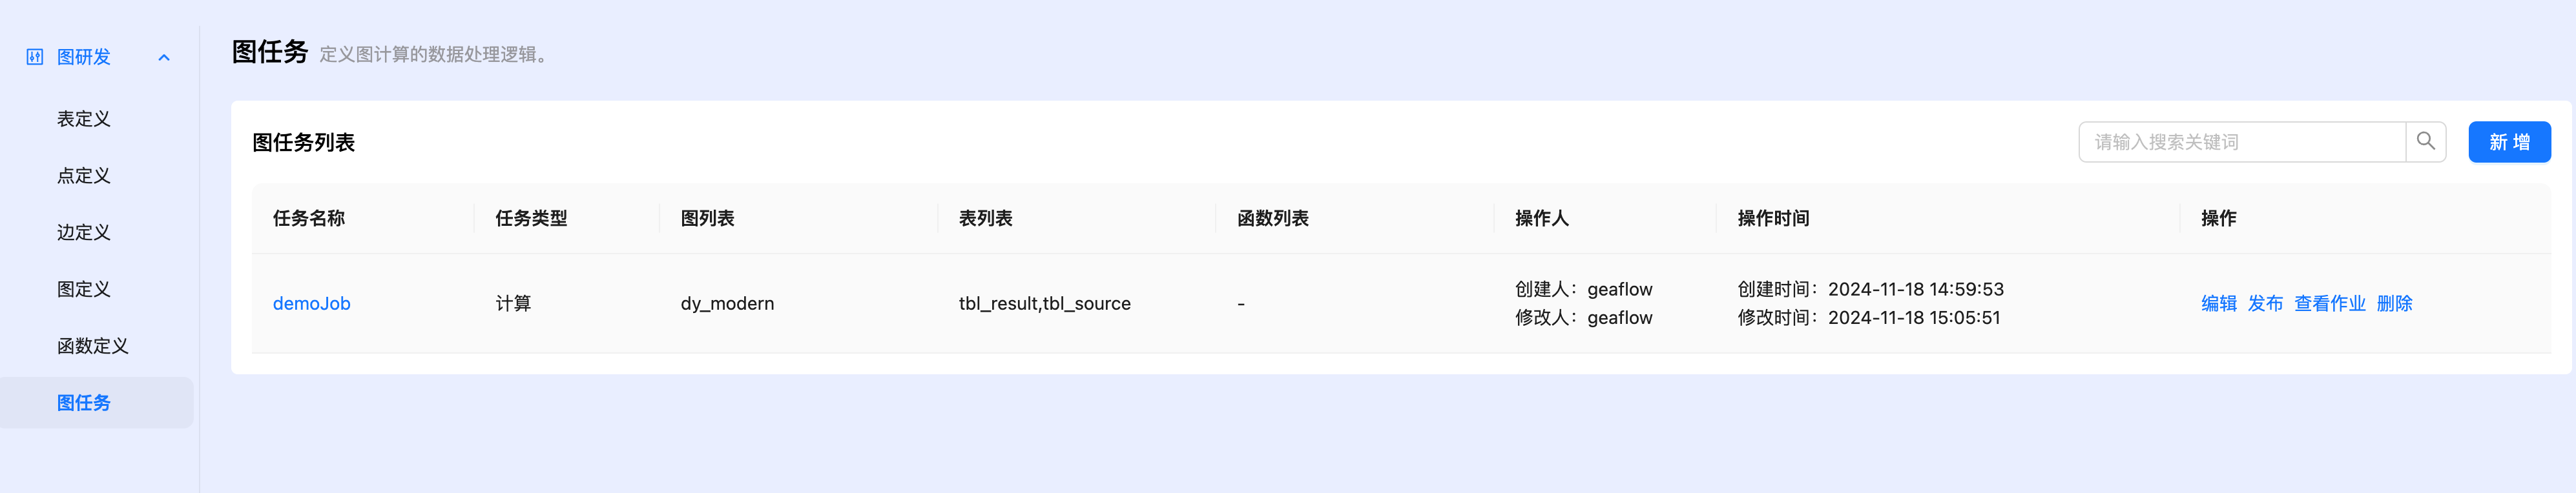 图研发
表定义
点定义
边定义
图定义
函数定义
图任务
图任务 定义图计算的数据处理逻辑。
图任务列表
请输入搜索关键词
新 增
任务名称 任务类型 图列表 表列表 函数列表 操作人 操作时间 操作
demoJob 计算 dy_modern tbl_result,tbl_source - 创建人：geaflow 创建时间：2024-11-18 14:59:53 编辑 发布 查看作业 删除
修改人：geaflow 修改时间：2024-11-18 15:05:51